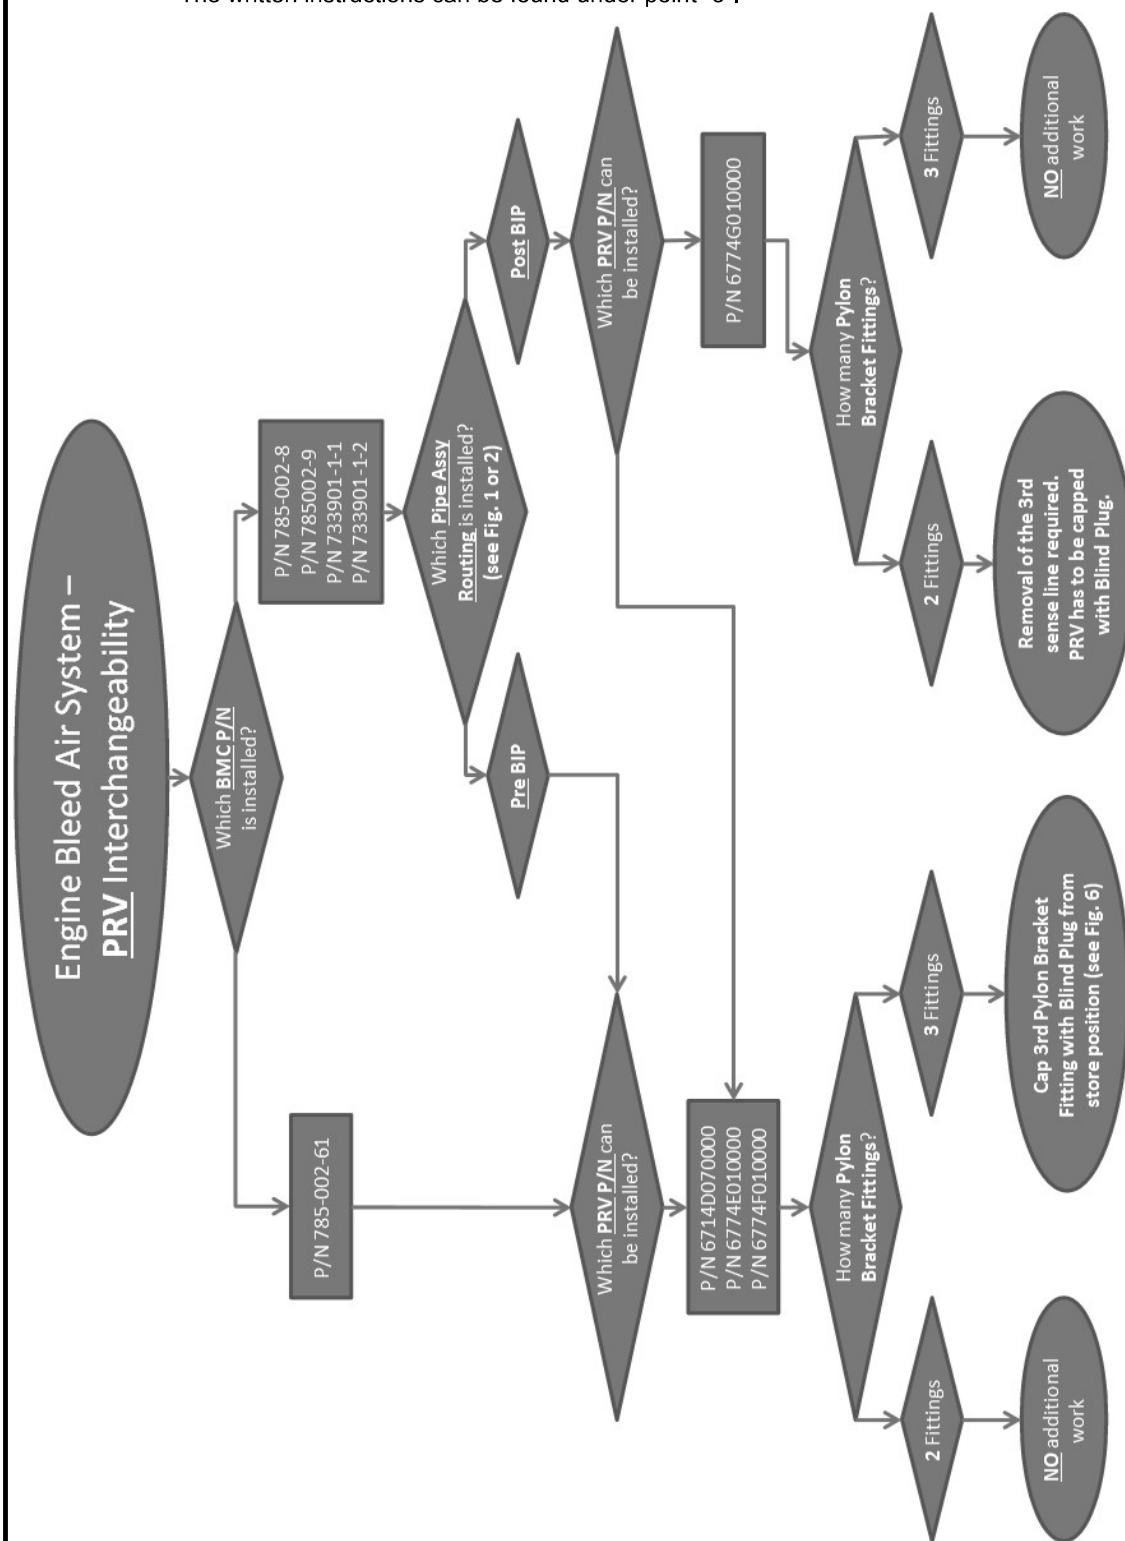 The written instructions can be found under point
Engine Bleed Air System –
PRV Interchangeability
Which BMC P/N
is installed?
P/N 785-002-61
P/N 785-002-8
P/N 785002-9
P/N 733901-1-1
P/N 733901-1-2
Which Pipe Assy
Routing is installed?
(see Fig. 1 or 2)
Pre BIP
Post BIP
Which PRV P/N can
be installed?
Which PRV P/N can
be installed?
P/N 6714D070000
P/N 6774E010000
P/N 6774F010000
P/N 6774G010000
How many Pylon
Bracket Fittings?
How many Pylon
Bracket Fittings?
2 Fittings
3 Fittings
2 Fittings
3 Fittings
NO additional
work
Cap 3rd Pylon Bracket
Fitting with Blind Plug from
store position (see Fig. 6)
Removal of the 3rd
sense line required.
PRV has to be capped
with Blind Plug.
NO additional
work